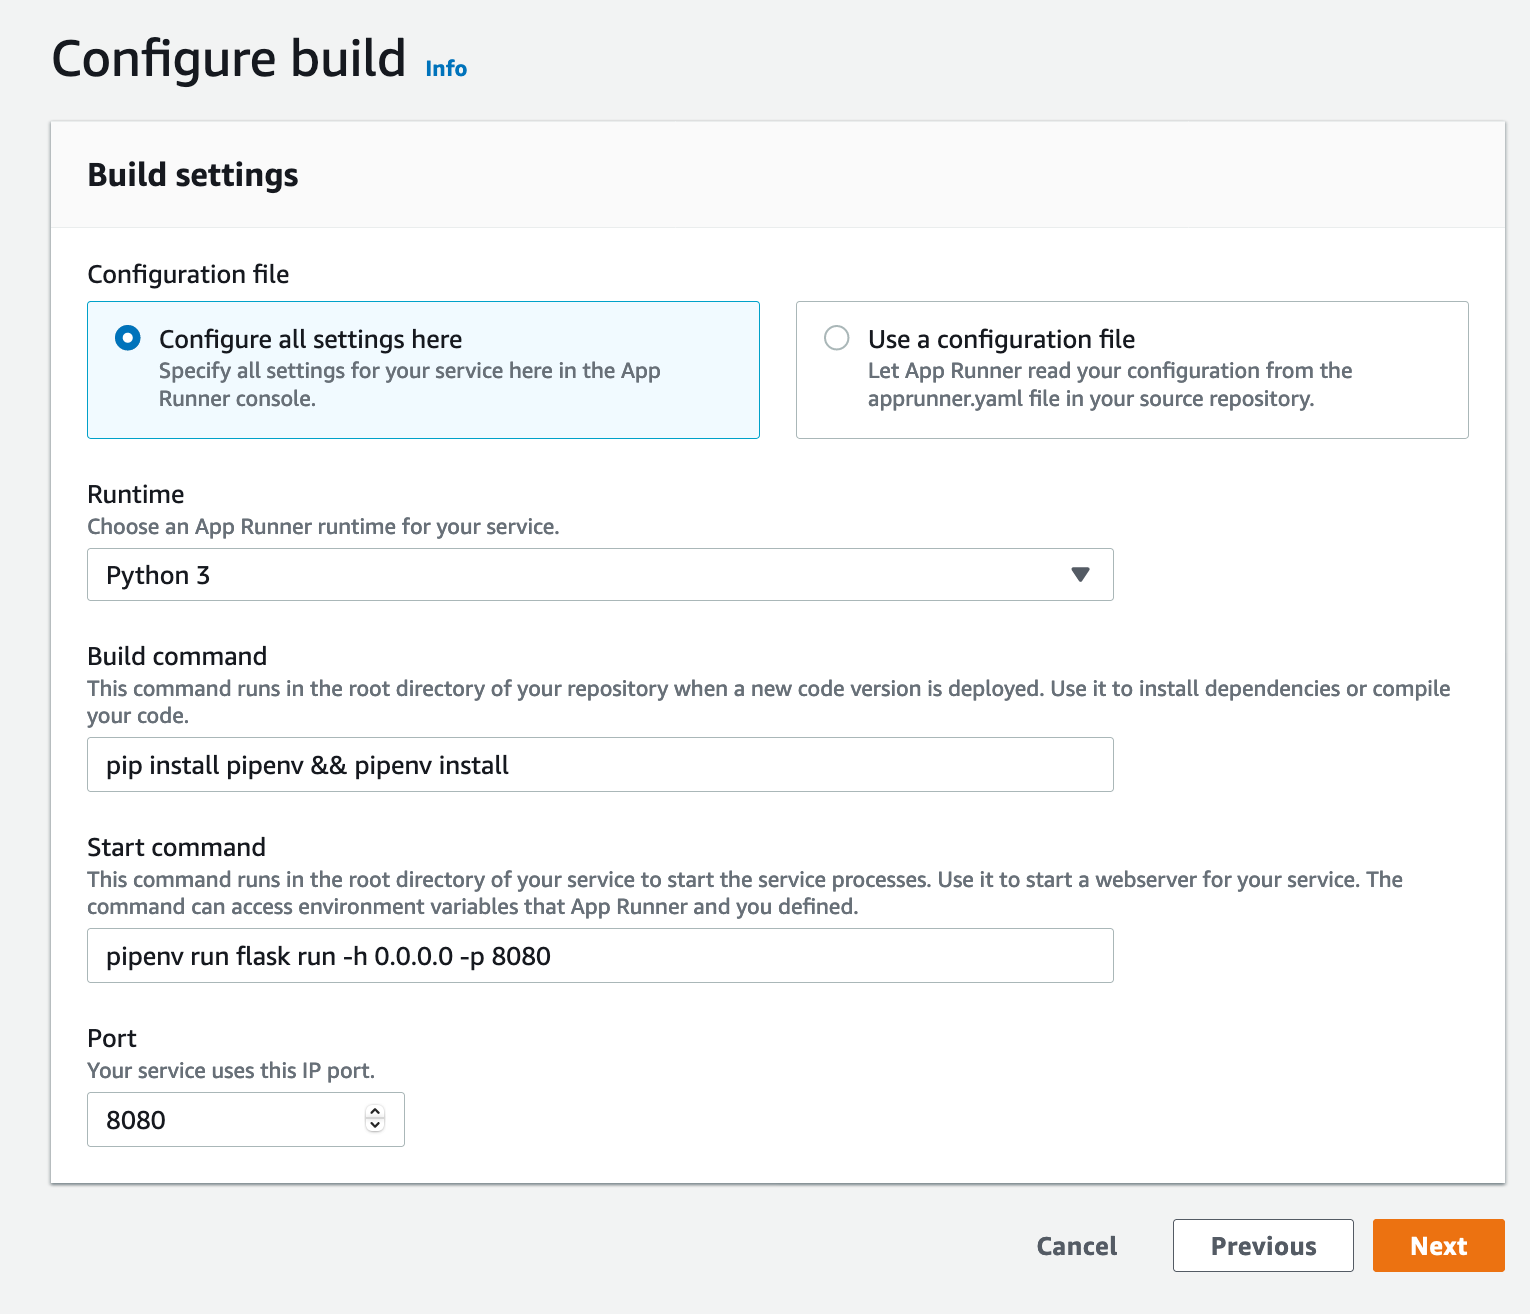 Configure build Info
Build settings
Configuration file
Configure all settings here
Specify all settings for your service here in the App
Runner console.
Use a configuration file
Let App Runner read your configuration from the
apprunner.yaml file in your source repository.
Runtime
Choose an App Runner runtime for your service.
Python 3
Build command
This command runs in the root directory of your repository when a new code version is deployed. Use it to install dependencies or compile
your code.
pip install pipenv && pipenv install
Start command
This command runs in the root directory of your service to start the service processes. Use it to start a webserver for your service. The
command can access environment variables that App Runner and you defined.
pipenv run flask run -h 0.0.0.0 -p 8080
Port
Your service uses this IP port.
8080
Cancel
Previous
Next